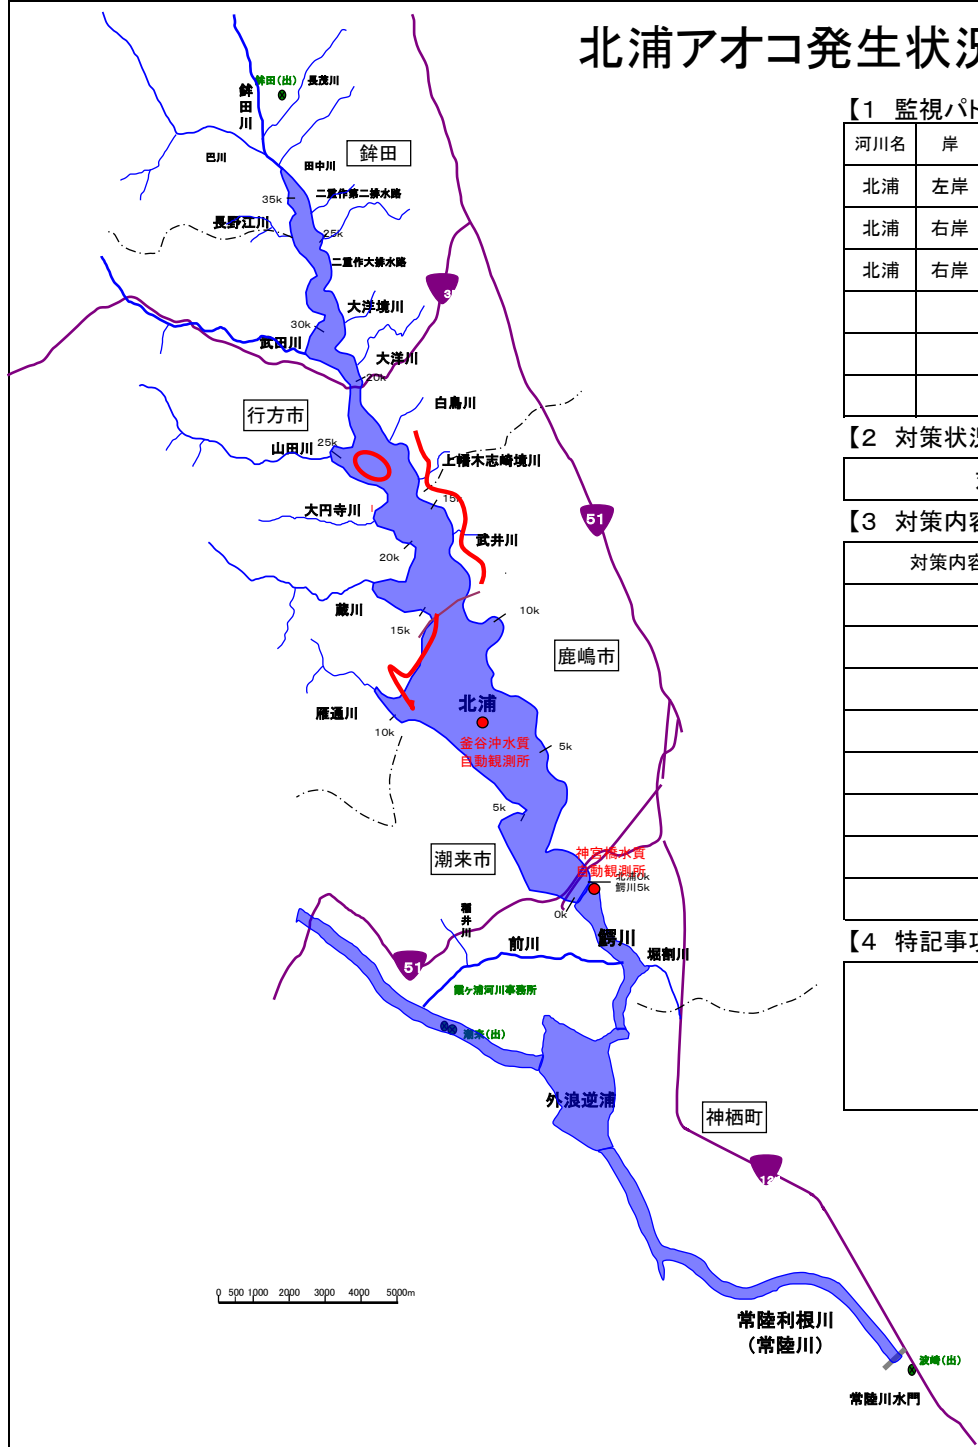 北浦アオコ発生状況
【1 監視パト
河川名 岸
北浦 左岸
北浦 右岸
北浦 右岸
【2 対策状況
【3 対策内容
対策内容
【4 特記事項
鉾田(出)
長茂川
鉾田川
鉾田
巴川
田中川
35k
二重作第二排水路
長野江川
25k
二重作大排水路
大洋境川
30k
武田川
大洋川
20k
行方市
白鳥川
山田川
25k
上幡木志崎境川
15k
大円寺川
51
武井川
20k
蔵川
10k
15k
鹿嶋市
雁通川
北浦
10k
釜谷沖水質
自動観測所
5k
5k
潮来市
神宮橋水質
自動観測所
北浦0k
鰐川5k
0k
稲井川
前川
鰐川
堀割川
51
霞ヶ浦河川事務所
潮来(出)
外浪逆浦
神栖町
0 500 1000 2000 3000 4000 5000m
常陸利根川
(常陸川)
波崎(出)
常陸川水門